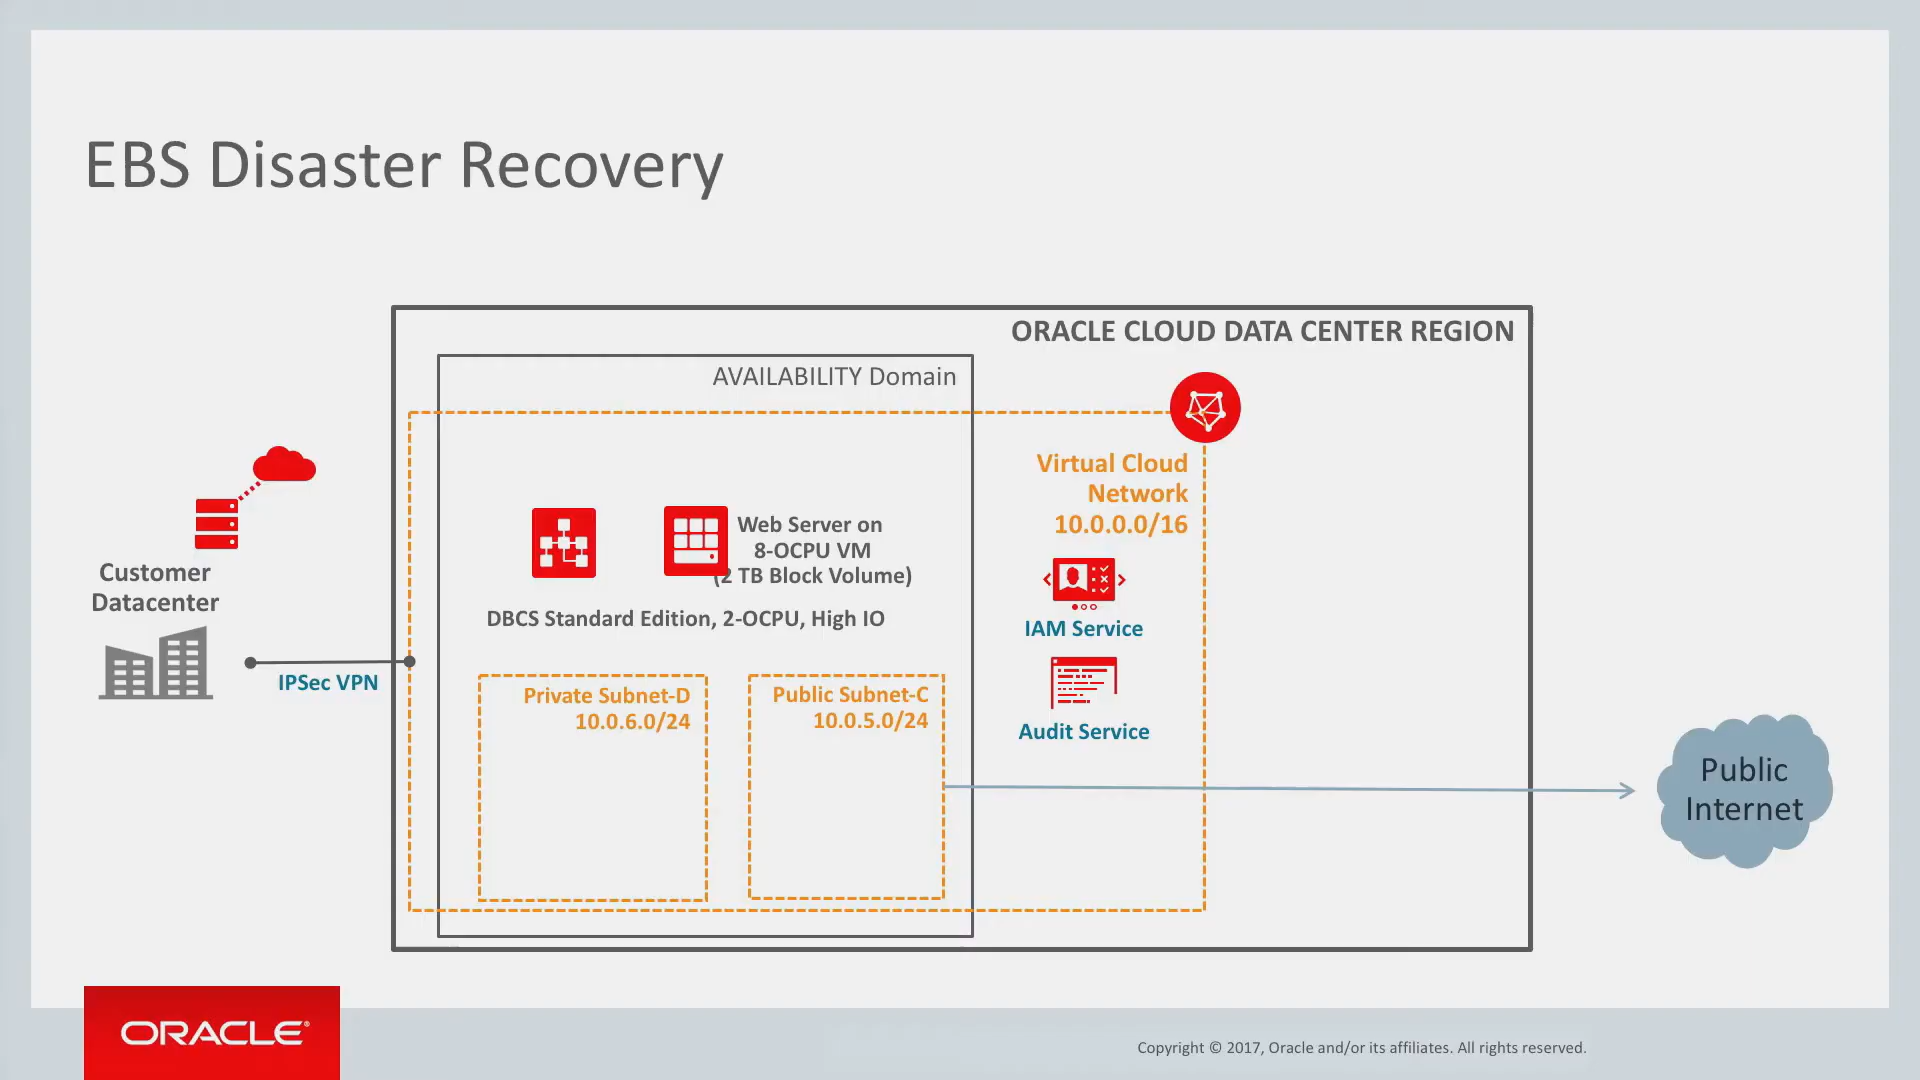 EBS Disaster Recovery
ORACLE CLOUD DATA CENTER REGION
AVAILABILITY Domain
Virtual Cloud
Network
10.0.0.0/16
Web Server on
8-OCPU VM
(2 TB Block Volume)
DBCS Standard Edition, 2-OCPU, High IO
Customer
Datacenter
IPSec VPN
IAM Service
Audit Service
Private Subnet-D
10.0.6.0/24
Public Subnet-C
10.0.5.0/24
Public
Internet
ORACLE®
Copyright © 2017, Oracle and/or its affiliates. All rights reserved.